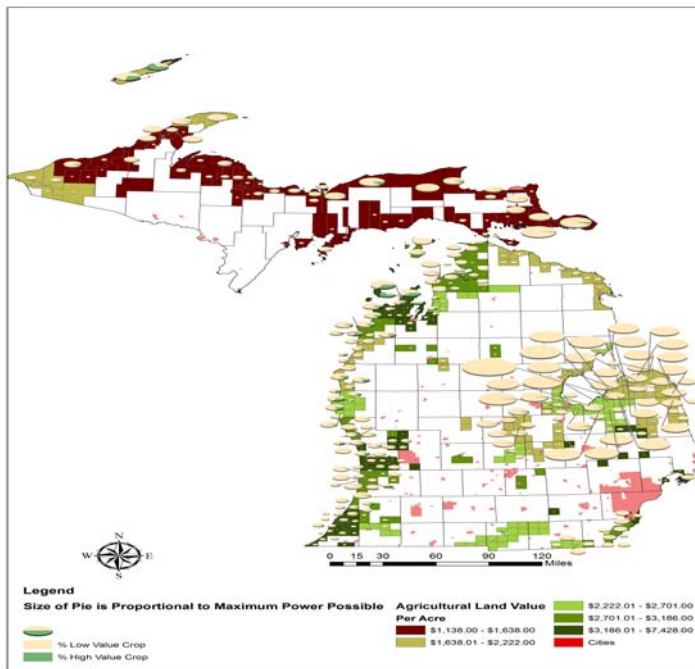 N
W E
S
0 15 30 60 90 120
Miles
Legend
Size of Pie is Proportional to Maximum Power Possible
% Low Value Crop
% High Value Crop
Agricultural Land Value
Per Acre
$1,138.00 - $1,638.00
$1,638.01 - $2,222.00
$2,222.01 - $2,701.00
$2,701.01 - $3,186.00
$3,186.01 - $7,428.00
Cities